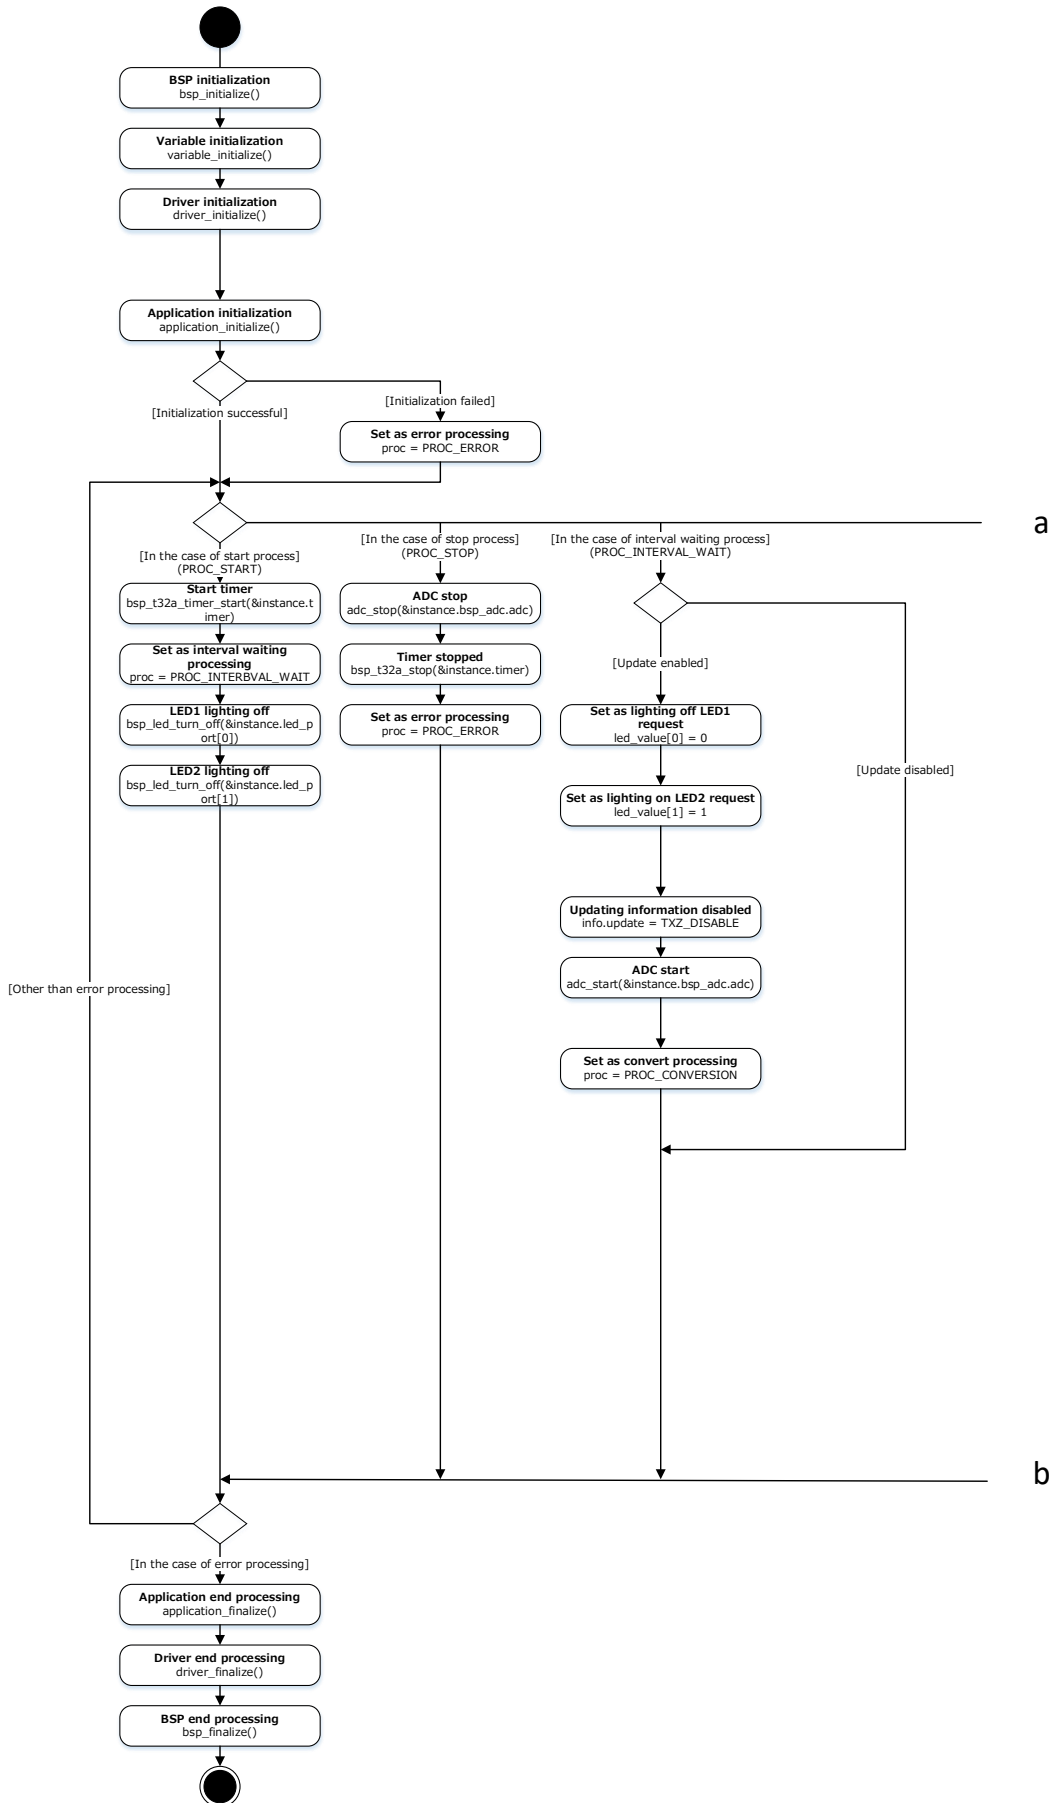 BSP initialization
bsp_initialize()
Variable initialization
variable_initialize()
Driver initialization
driver_initialize()
Application initialization
application_initialize()
[Initialization successful]
[Initialization failed]
Set as error processing
proc = PROC_ERROR
a
[In the case of start process]
(PROC_START)
Start timer
bsp_t32a_timer_start(&instance.t
imer)
Set as interval waiting
processing
proc = PROC_INTERBVAL_WAIT
LED1 lighting off
bsp_led_turn_off(&instance.led_p
ort[0])
LED2 lighting off
bsp_led_turn_off(&instance.led_p
ort[1])
[In the case of stop process]
(PROC_STOP)
ADC stop
adc_stop(&instance.bsp_adc.adc)
Timer stopped
bsp_t32a_stop(&instance.timer)
Set as error processing
proc = PROC_ERROR
[In the case of interval waiting process]
(PROC_INTERVAL_WAIT)
[Update enabled]
Set as lighting off LED1
request
led_value[0] = 0
Set as lighting on LED2 request
led_value[1] = 1
Updating information disabled
info.update = TXZ_DISABLE
ADC start
adc_start(&instance.bsp_adc.adc)
Set as convert processing
proc = PROC_CONVERSION
[Update disabled]
[Other than error processing]
b
[In the case of error processing]
Application end processing
application_finalize()
Driver end processing
driver_finalize()
BSP end processing
bsp_finalize()